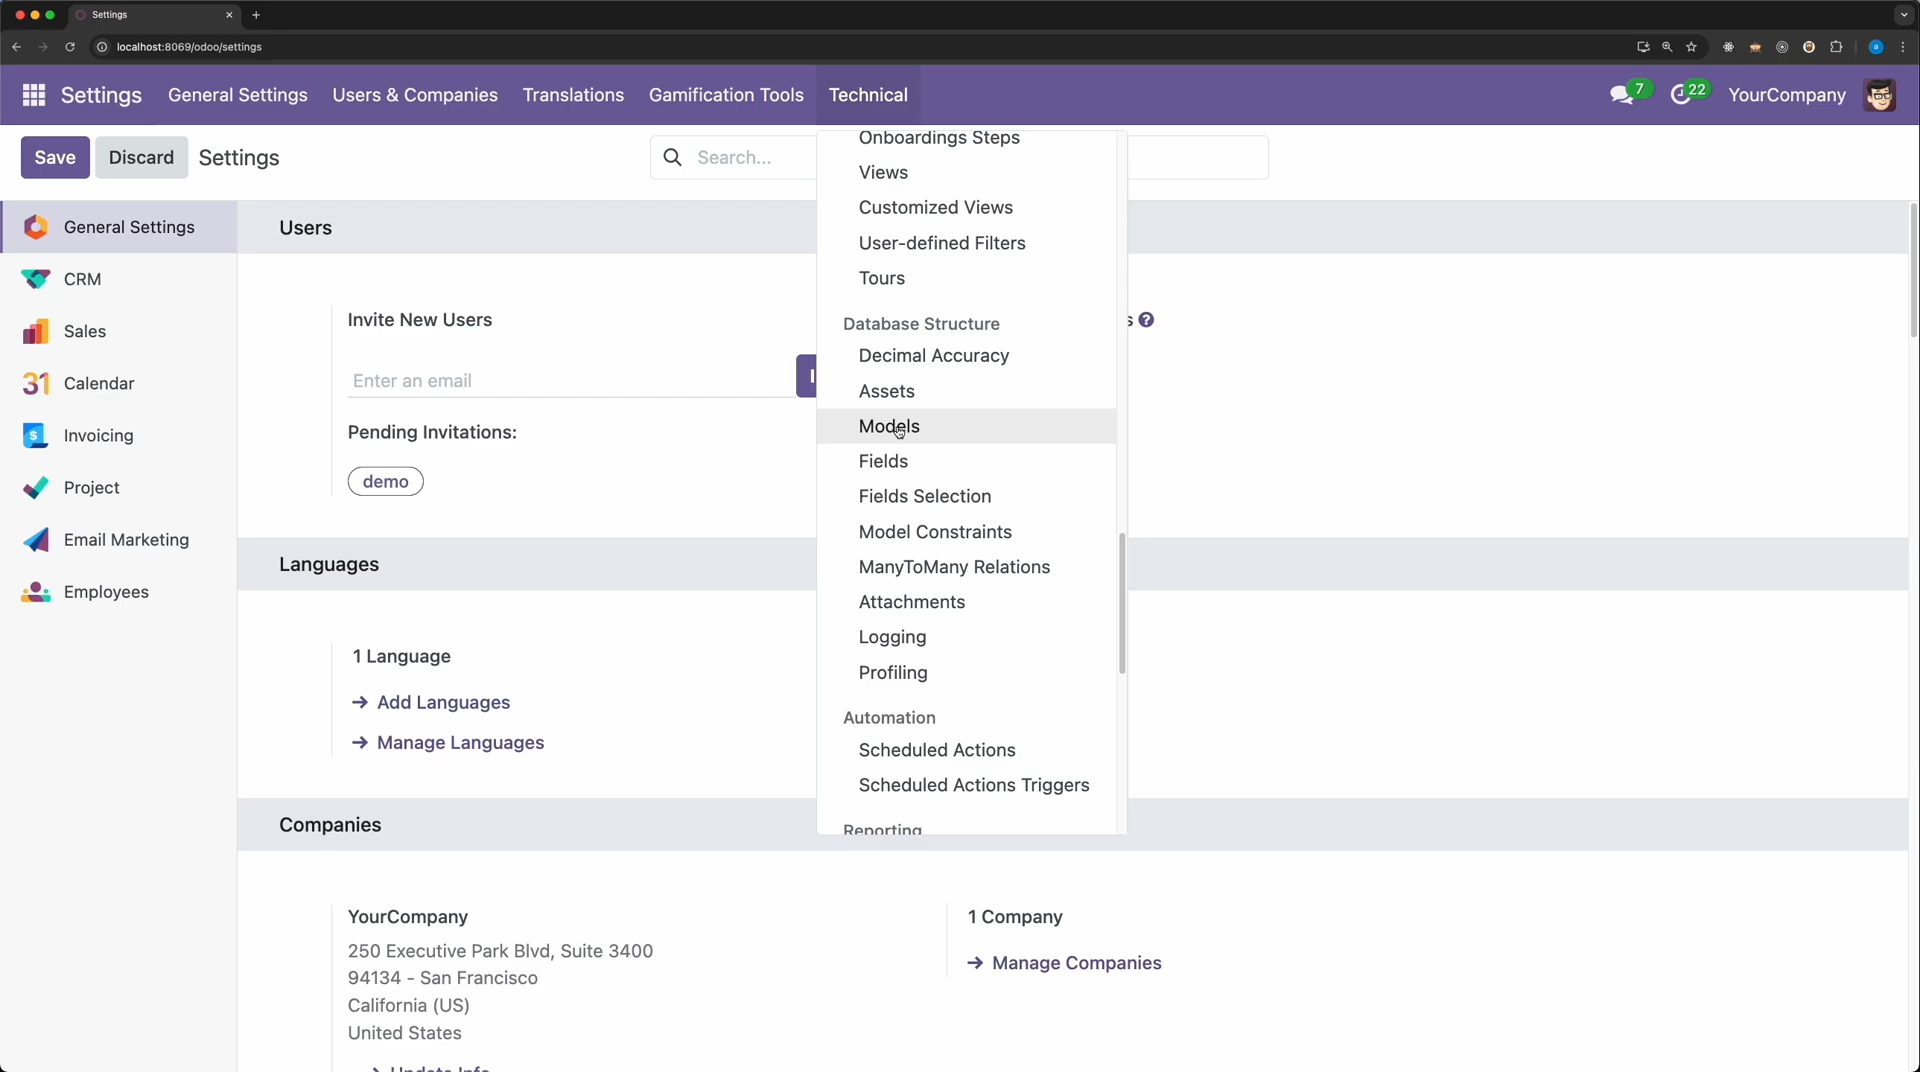 Settings
localhost:8069/odoo/settings
a
Settings
General Settings
Users & Companies
Translations
Gamification Tools
Technical
7
22
YourCompany
Save
Discard
Settings
Search...
General Settings
CRM
Sales
31 Calendar
$ Invoicing
Project
Email Marketing
Employees
Users
Invite New Users
Enter an email
Pending Invitations:
demo
s ?
Languages
1 Language
→ Add Languages
→ Manage Languages
Companies
YourCompany
250 Executive Park Blvd, Suite 3400
94134 - San Francisco
California (US)
United States
Update Info
1 Company
→ Manage Companies
Onboardings Steps
Views
Customized Views
User-defined Filters
Tours
Database Structure
Decimal Accuracy
Assets
Models
Fields
Fields Selection
Model Constraints
ManyToMany Relations
Attachments
Logging
Profiling
Automation
Scheduled Actions
Scheduled Actions Triggers
Reporting